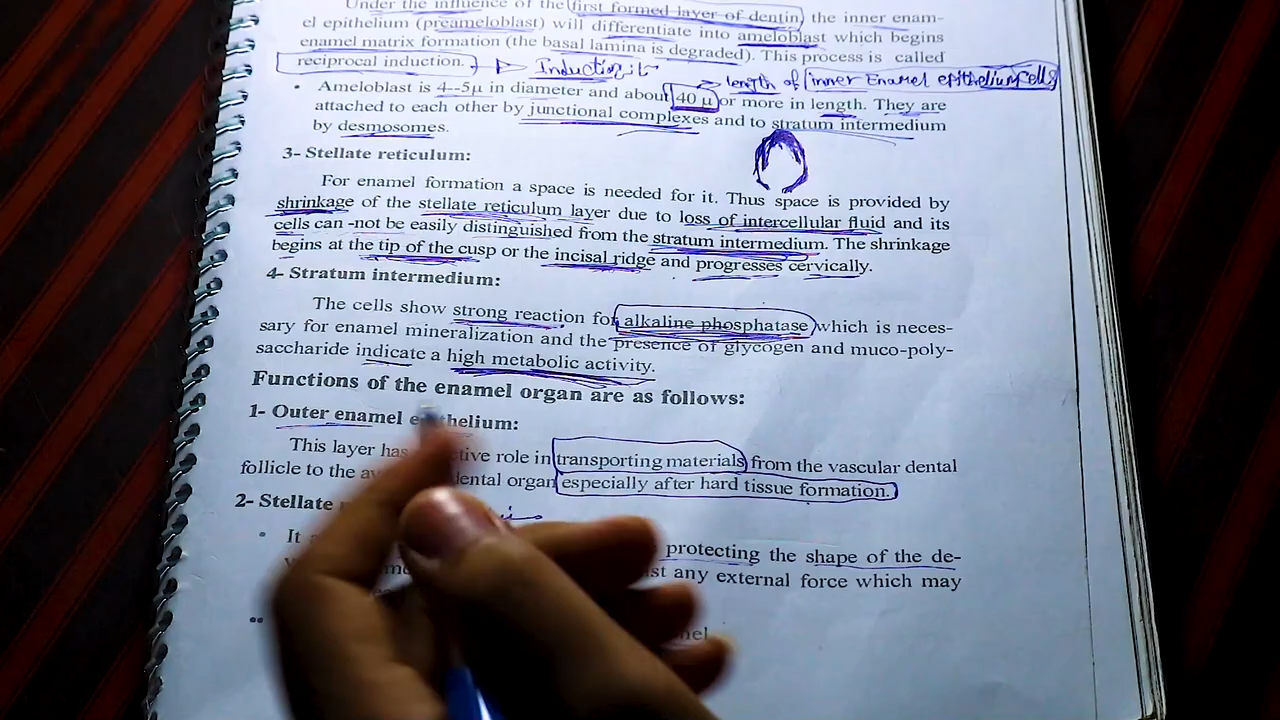 Under the influence of the first formed layer of dentin, the inner enam-
el epithelium (preameloblast) will differentiate into ameloblast which begins
enamel matrix formation (the basal lamina is degraded). This process is called
reciprocal induction.
Induction
length of inner Enamel epithelium cells
• Ameloblast is 4--5µ in diameter and about 40 µ or more in length. They are
attached to each other by junctional complexes and to stratum intermedium
by desmosomes.
3- Stellate reticulum:
For enamel formation a space is needed for it. Thus space is provided by
shrinkage of the stellate reticulum layer due to loss of intercellular fluid and its
cells can -not be easily distinguished from the stratum intermedium. The shrinkage
begins at the tip of the cusp or the incisal ridge and progresses cervically.
4- Stratum intermedium:
The cells show strong reaction for alkaline phosphatase which is neces-
sary for enamel mineralization and the presence of glycogen and muco-poly-
saccharide indicate a high metabolic activity.
Functions of the enamel organ are as follows:
1- Outer enamel epithelium:
This layer has active role in transporting materials from the vascular dental
follicle to the dental organ especially after hard tissue formation.
2- Stellate
• It protecting the shape of the de-
any external force which may